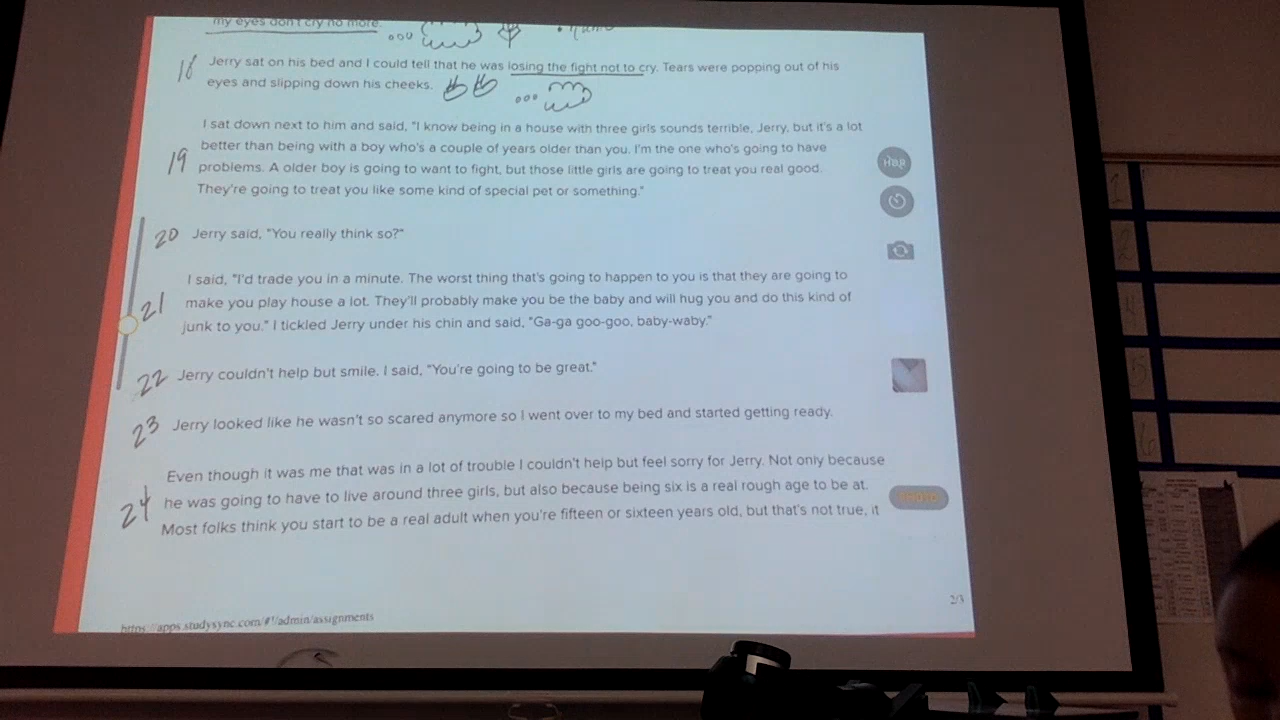 my eyes don't cry no more.
18 Jerry sat on his bed and I could tell that he was losing the fight not to cry. Tears were popping out of his
eyes and slipping down his cheeks.
I sat down next to him and said, "I know being in a house with three girls sounds terrible, Jerry, but it's a lot
better than being with a boy who's a couple of years older than you. I'm the one who's going to have
19 problems. A older boy is going to want to fight, but those little girls are going to treat you real good.
They're going to treat you like some kind of special pet or something."
20 Jerry said, "You really think so?"
I said, "I'd trade you in a minute. The worst thing that's going to happen to you is that they are going to
21 make you play house a lot. They'll probably make you be the baby and will hug you and do this kind of
junk to you." I tickled Jerry under his chin and said, "Ga-ga goo-goo, baby-waby."
22 Jerry couldn't help but smile. I said, "You're going to be great."
23 Jerry looked like he wasn't so scared anymore so I went over to my bed and started getting ready.
Even though it was me that was in a lot of trouble I couldn't help but feel sorry for Jerry. Not only because
24 he was going to have to live around three girls, but also because being six is a real rough age to be at.
Most folks think you start to be a real adult when you're fifteen or sixteen years old, but that's not true, it
2/3
https://apps.studysync.com/#!/admin/assignments
HDR
PHOTO
1
2
4
5
6